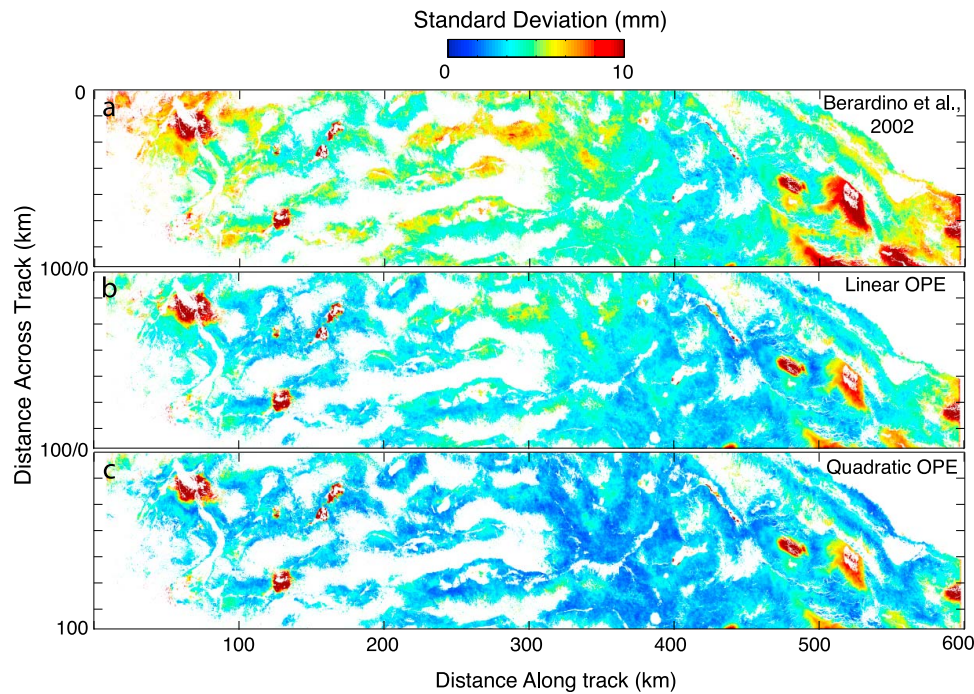 Standard Deviation (mm)
0 10
a
Berardino et al.,
2002
0
100/0
b
Linear OPE
100/0
c
Quadratic OPE
100
Distance Across Track (km)
100 200 300 400 500 600
Distance Along track (km)